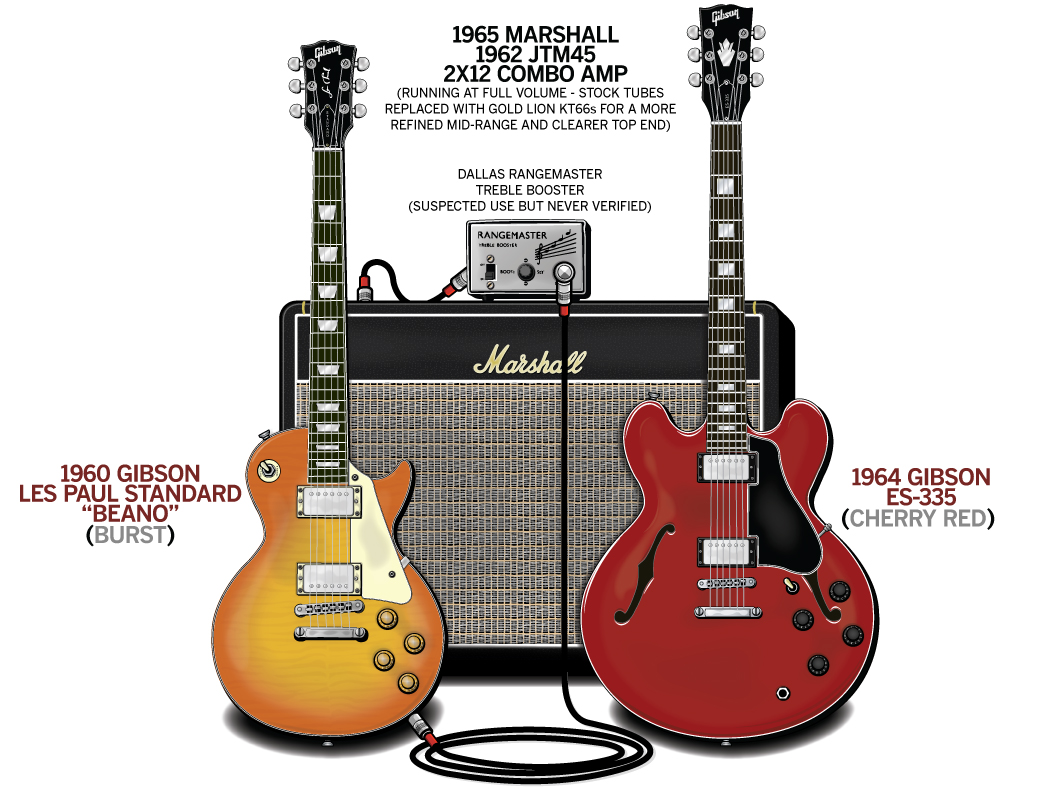 1965 MARSHALL
1962 JTM45
2X12 COMBO AMP
(RUNNING AT FULL VOLUME - STOCK TUBES
REPLACED WITH GOLD LION KT66s FOR A MORE
REFINED MID-RANGE AND CLEARER TOP END)
Gibson
Gibson
ES-335
DALLAS RANGEMASTER
TREBLE BOOSTER
(SUSPECTED USE BUT NEVER VERIFIED)
RANGEMASTER
TREBLE BOOSTER
Marshall
1960 GIBSON
LES PAUL STANDARD
“BEANO”
(BURST)
1964 GIBSON
ES-335
(CHERRY RED)